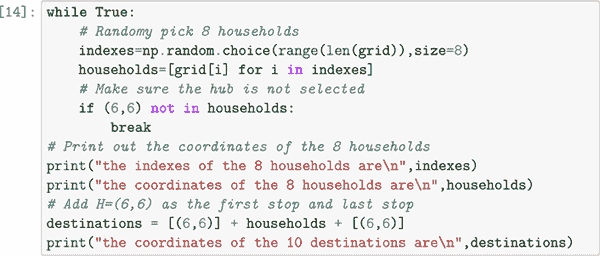 [14]: while True:
    # Randomy pick 8 households
    indexes=np.random.choice(range(len(grid)),size=8)
    households=[grid[i] for i in indexes]
    # Make sure the hub is not selected
    if (6,6) not in households:
        break
# Print out the coordinates of the 8 households
print("the indexes of the 8 households are\n",indexes)
print("the coordinates of the 8 households are\n",households)
# Add H=(6,6) as the first stop and last stop
destinations = [(6,6)] + households + [(6,6)]
print("the coordinates of the 10 destinations are\n",destinations)